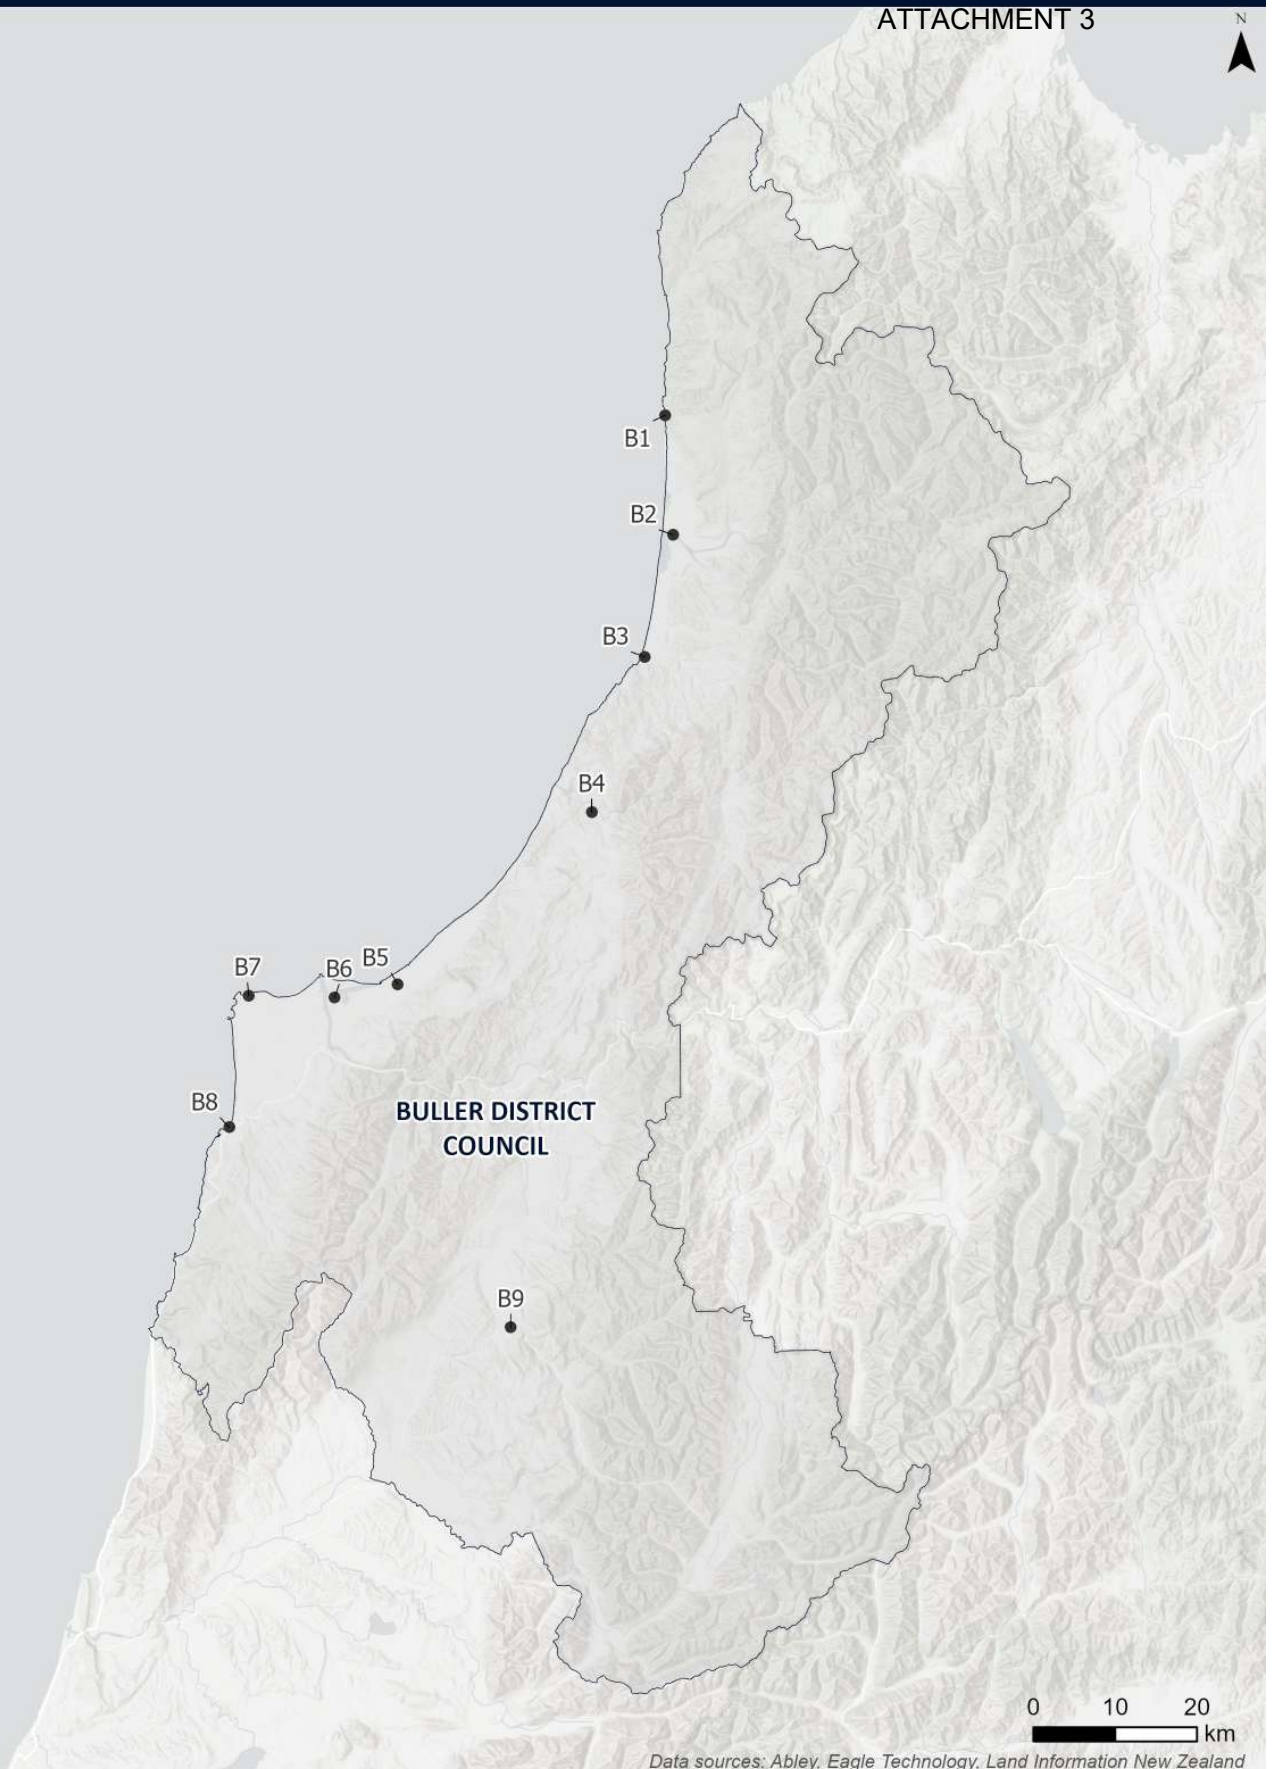 ATTACHMENT 3
N
B1
B2
B3
B4
B5
B6
B7
B8
BULLER DISTRICT
COUNCIL
B9
0 10 20
km
Data sources: Abley, Eagle Technology, Land Information New Zealand